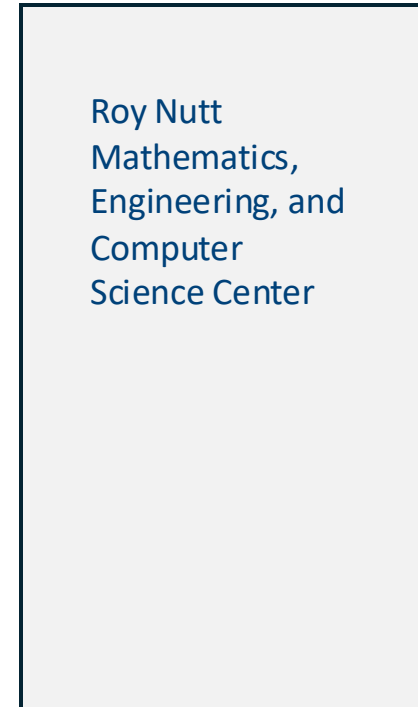 Roy Nutt
Mathematics,
Engineering, and
Computer
Science Center